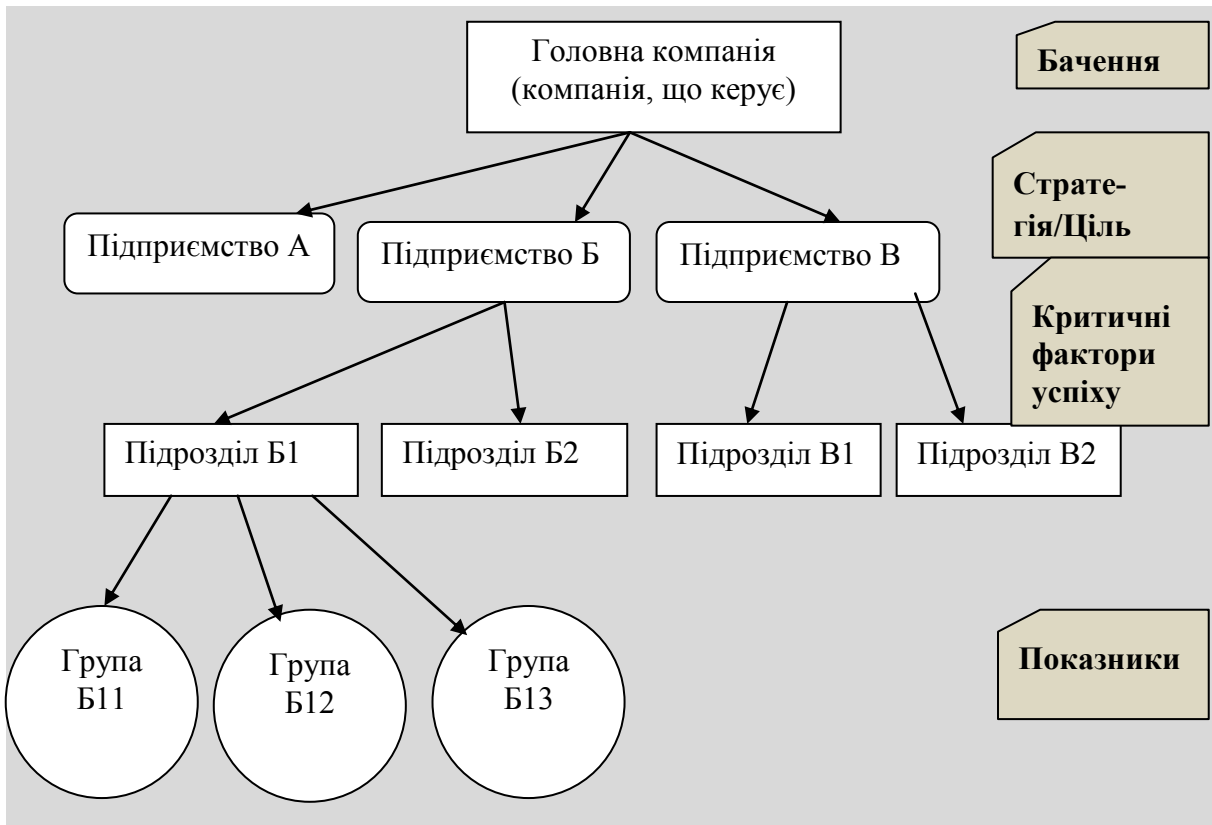 Головна компанія
(компанія, що керує)
Бачення
Страте-
гія/Ціль
Підприємство А
Підприємство Б
Підприємство В
Критичні
фактори
успіху
Підрозділ Б1
Підрозділ Б2
Підрозділ В1
Підрозділ В2
Група
Б11
Група
Б12
Група
Б13
Показники